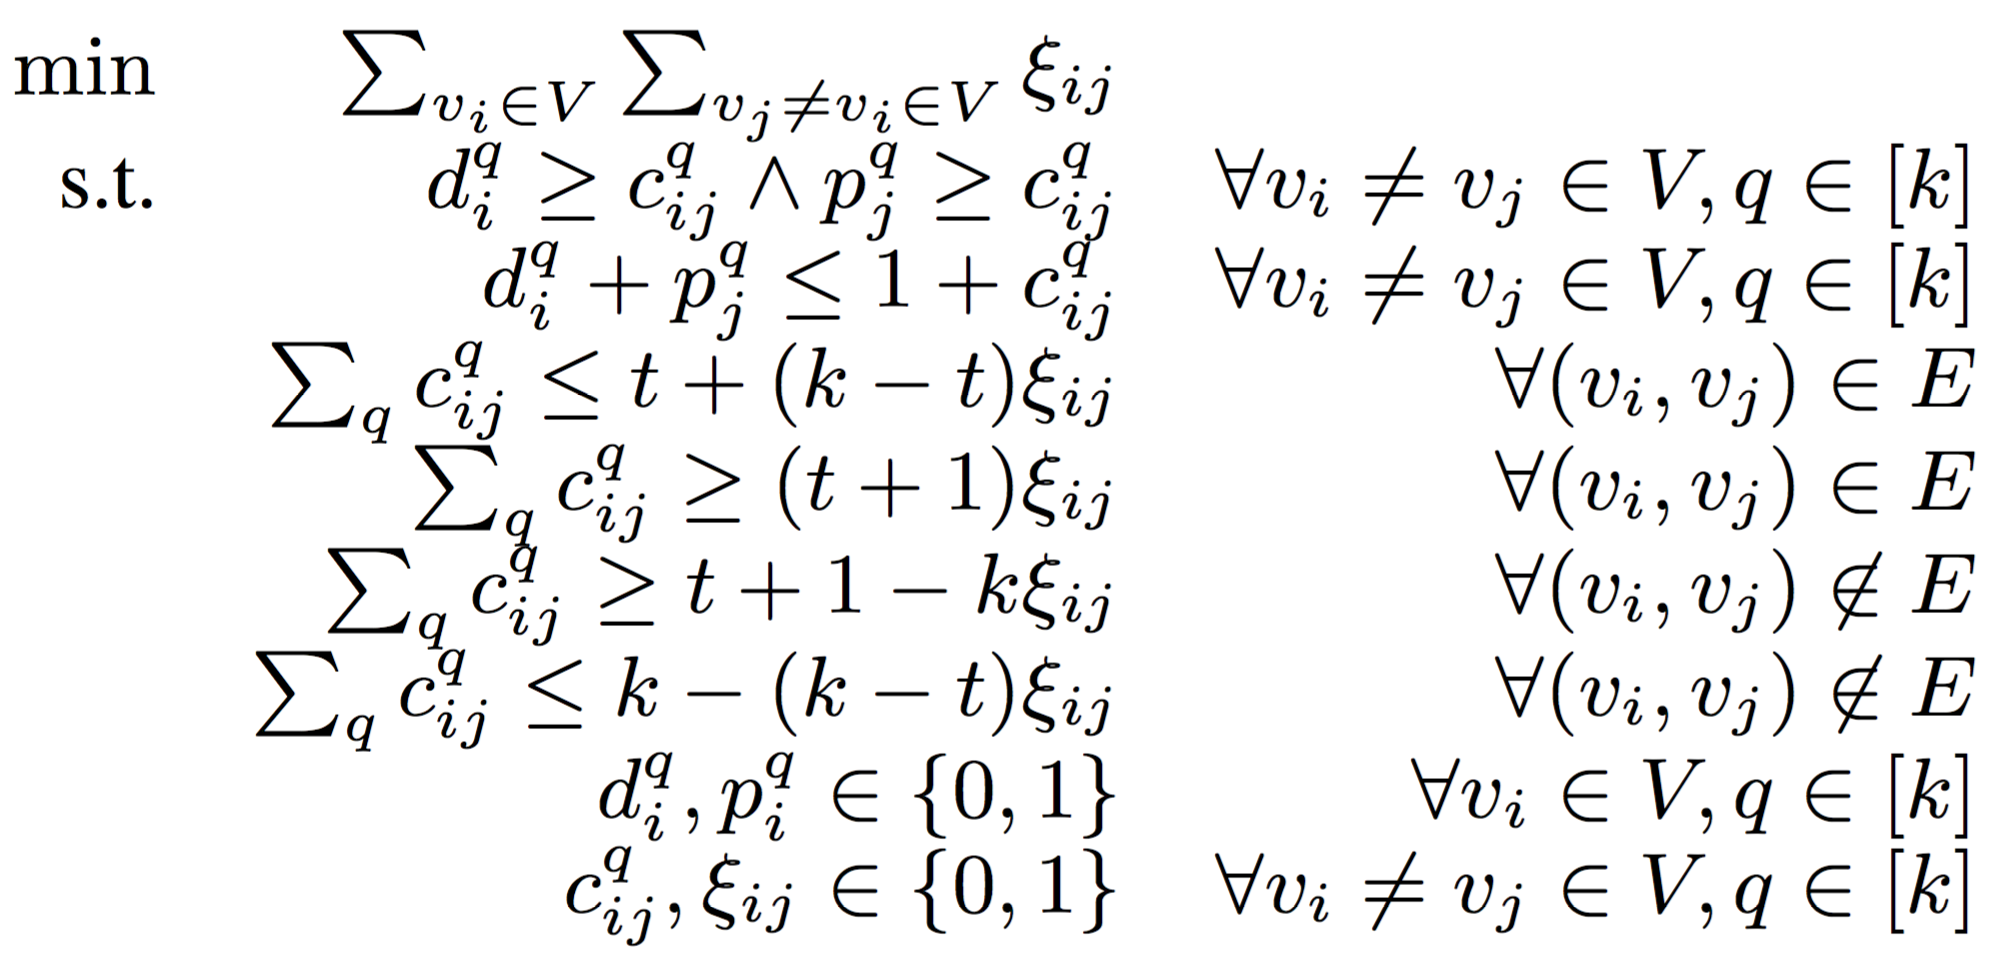 min ∑_{v_i∈V} ∑_{v_j≠v_i∈V} ξ_{ij}
s.t. d_i^q ≥ c_{ij}^q ∧ p_j^q ≥ c_{ij}^q ∀v_i ≠ v_j ∈ V, q ∈ [k]
d_i^q + p_j^q ≤ 1 + c_{ij}^q ∀v_i ≠ v_j ∈ V, q ∈ [k]
∑_q c_{ij}^q ≤ t + (k − t)ξ_{ij} ∀(v_i, v_j) ∈ E
∑_q c_{ij}^q ≥ (t + 1)ξ_{ij} ∀(v_i, v_j) ∈ E
∑_q c_{ij}^q ≥ t + 1 − kξ_{ij} ∀(v_i, v_j) ∉ E
∑_q c_{ij}^q ≤ k − (k − t)ξ_{ij} ∀(v_i, v_j) ∉ E
d_i^q, p_i^q ∈ {0, 1} ∀v_i ∈ V, q ∈ [k]
c_{ij}^q, ξ_{ij} ∈ {0, 1} ∀v_i ≠ v_j ∈ V, q ∈ [k]